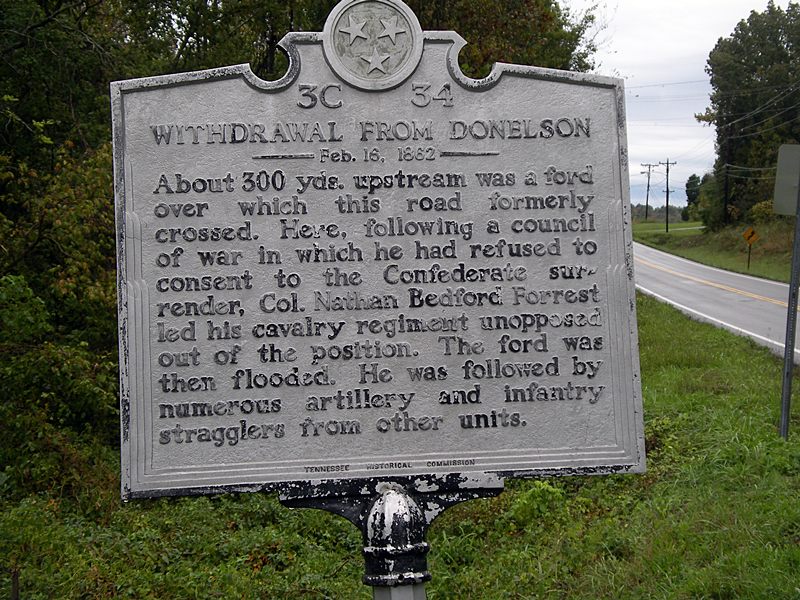 3C 34
WITHDRAWAL FROM DONELSON
Feb. 16, 1862
About 300 yds. upstream was a ford
over which this road formerly
crossed. Here, following a council
of war in which he had refused to
consent to the Confederate sur-
render, Col. Nathan Bedford Forrest
led his cavalry regiment unopposed
out of the position. The ford was
then flooded. He was followed by
numerous artillery and infantry
stragglers from other units.
TENNESSEE HISTORICAL COMMISSION